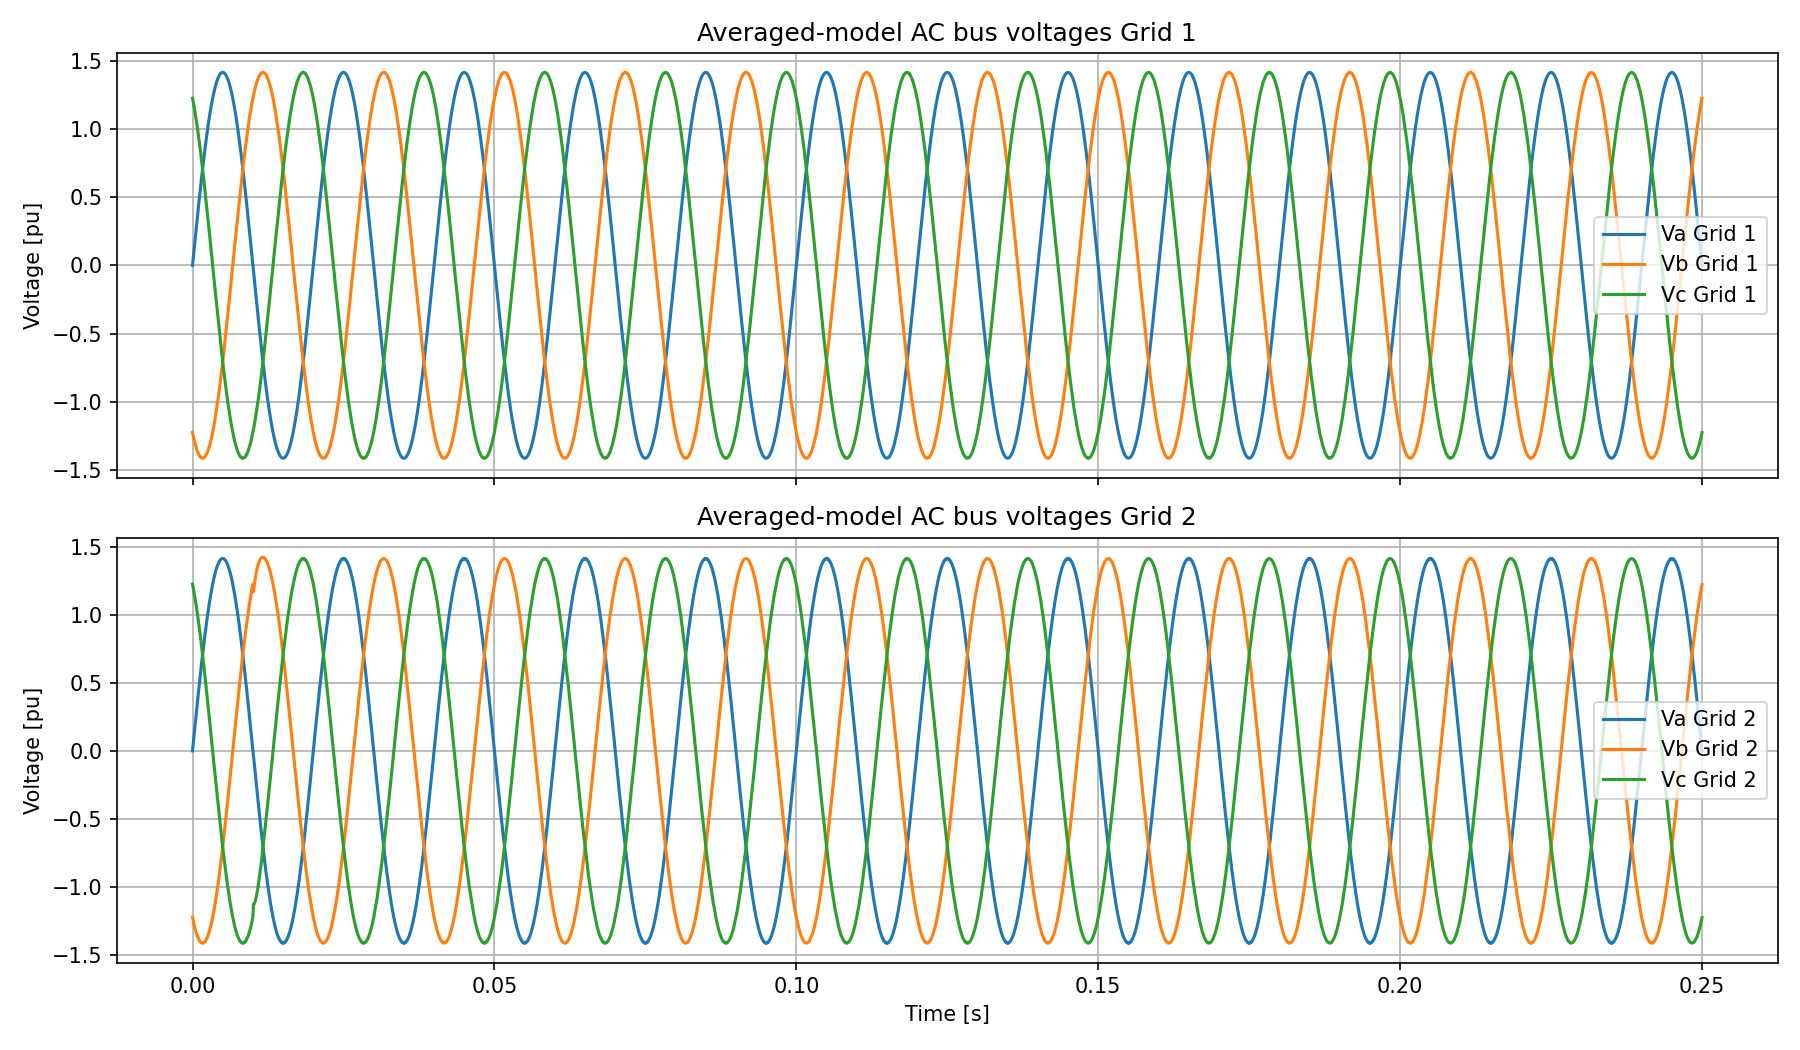 Averaged-model AC bus voltages Grid 1
1.5
1.0
0.5
0.0
−0.5
−1.0
−1.5
Voltage [pu]
Va Grid 1
Vb Grid 1
Vc Grid 1
Averaged-model AC bus voltages Grid 2
1.5
1.0
0.5
0.0
−0.5
−1.0
−1.5
Voltage [pu]
Va Grid 2
Vb Grid 2
Vc Grid 2
0.00 0.05 0.10 0.15 0.20 0.25
Time [s]